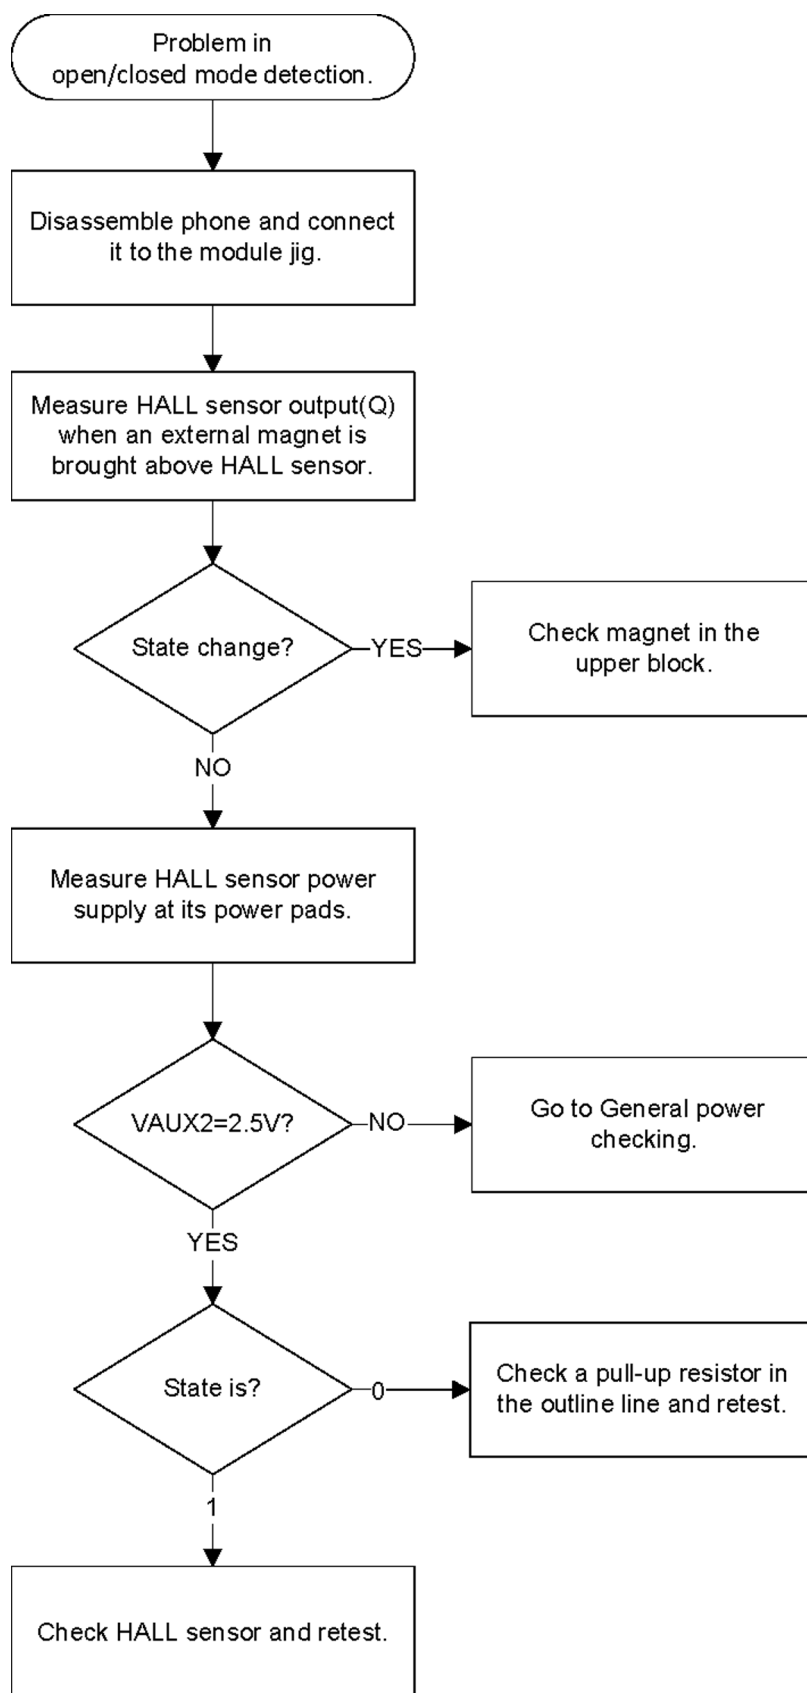 Problem in
open/closed mode detection.
Disassemble phone and connect
it to the module jig.
Measure HALL sensor output(Q)
when an external magnet is
brought above HALL sensor.
State change?
YES
Check magnet in the
upper block.
NO
Measure HALL sensor power
supply at its power pads.
VAUX2=2.5V?
NO
Go to General power
checking.
YES
State is?
0
Check a pull-up resistor in
the outline line and retest.
1
Check HALL sensor and retest.